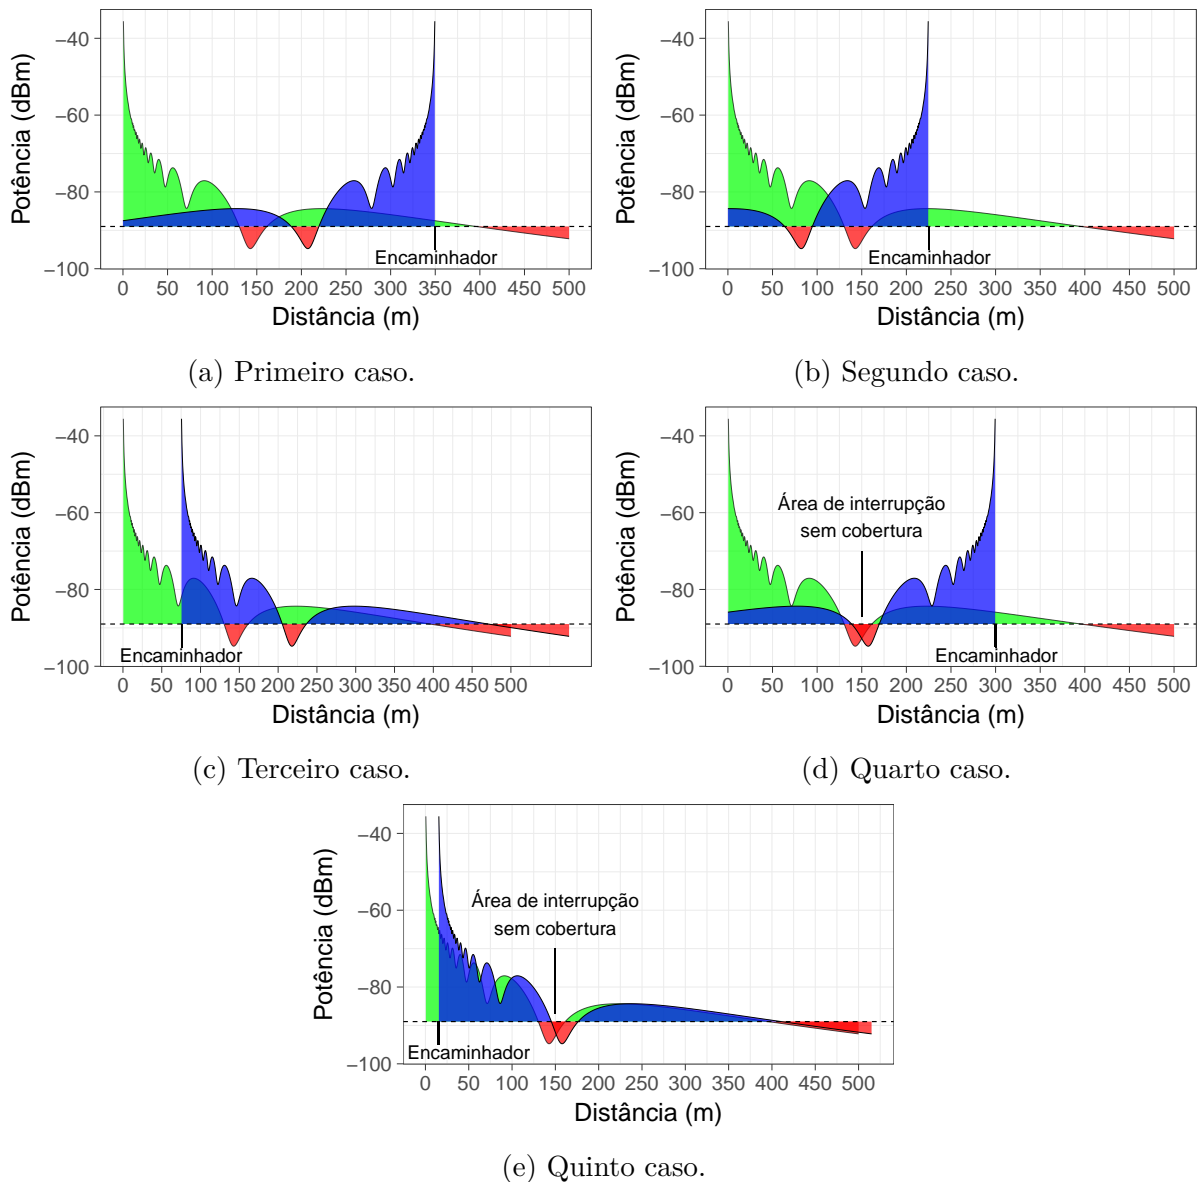 Potência (dBm)
−40
−60
−80
−100
Encaminhador
0 50 100 150 200 250 300 350 400 450 500
Distância (m)
(a) Primeiro caso.
Potência (dBm)
−40
−60
−80
−100
Encaminhador
0 50 100 150 200 250 300 350 400 450 500
Distância (m)
(b) Segundo caso.
Potência (dBm)
−40
−60
−80
−100
Encaminhador
0 50 100 150 200 250 300 350 400 450 500
Distância (m)
(c) Terceiro caso.
Potência (dBm)
−40
−60
−80
−100
Área de interrupção
sem cobertura
Encaminhador
0 50 100 150 200 250 300 350 400 450 500
Distância (m)
(d) Quarto caso.
Potência (dBm)
−40
−60
−80
−100
Área de interrupção
sem cobertura
Encaminhador
0 50 100 150 200 250 300 350 400 450 500
Distância (m)
(e) Quinto caso.